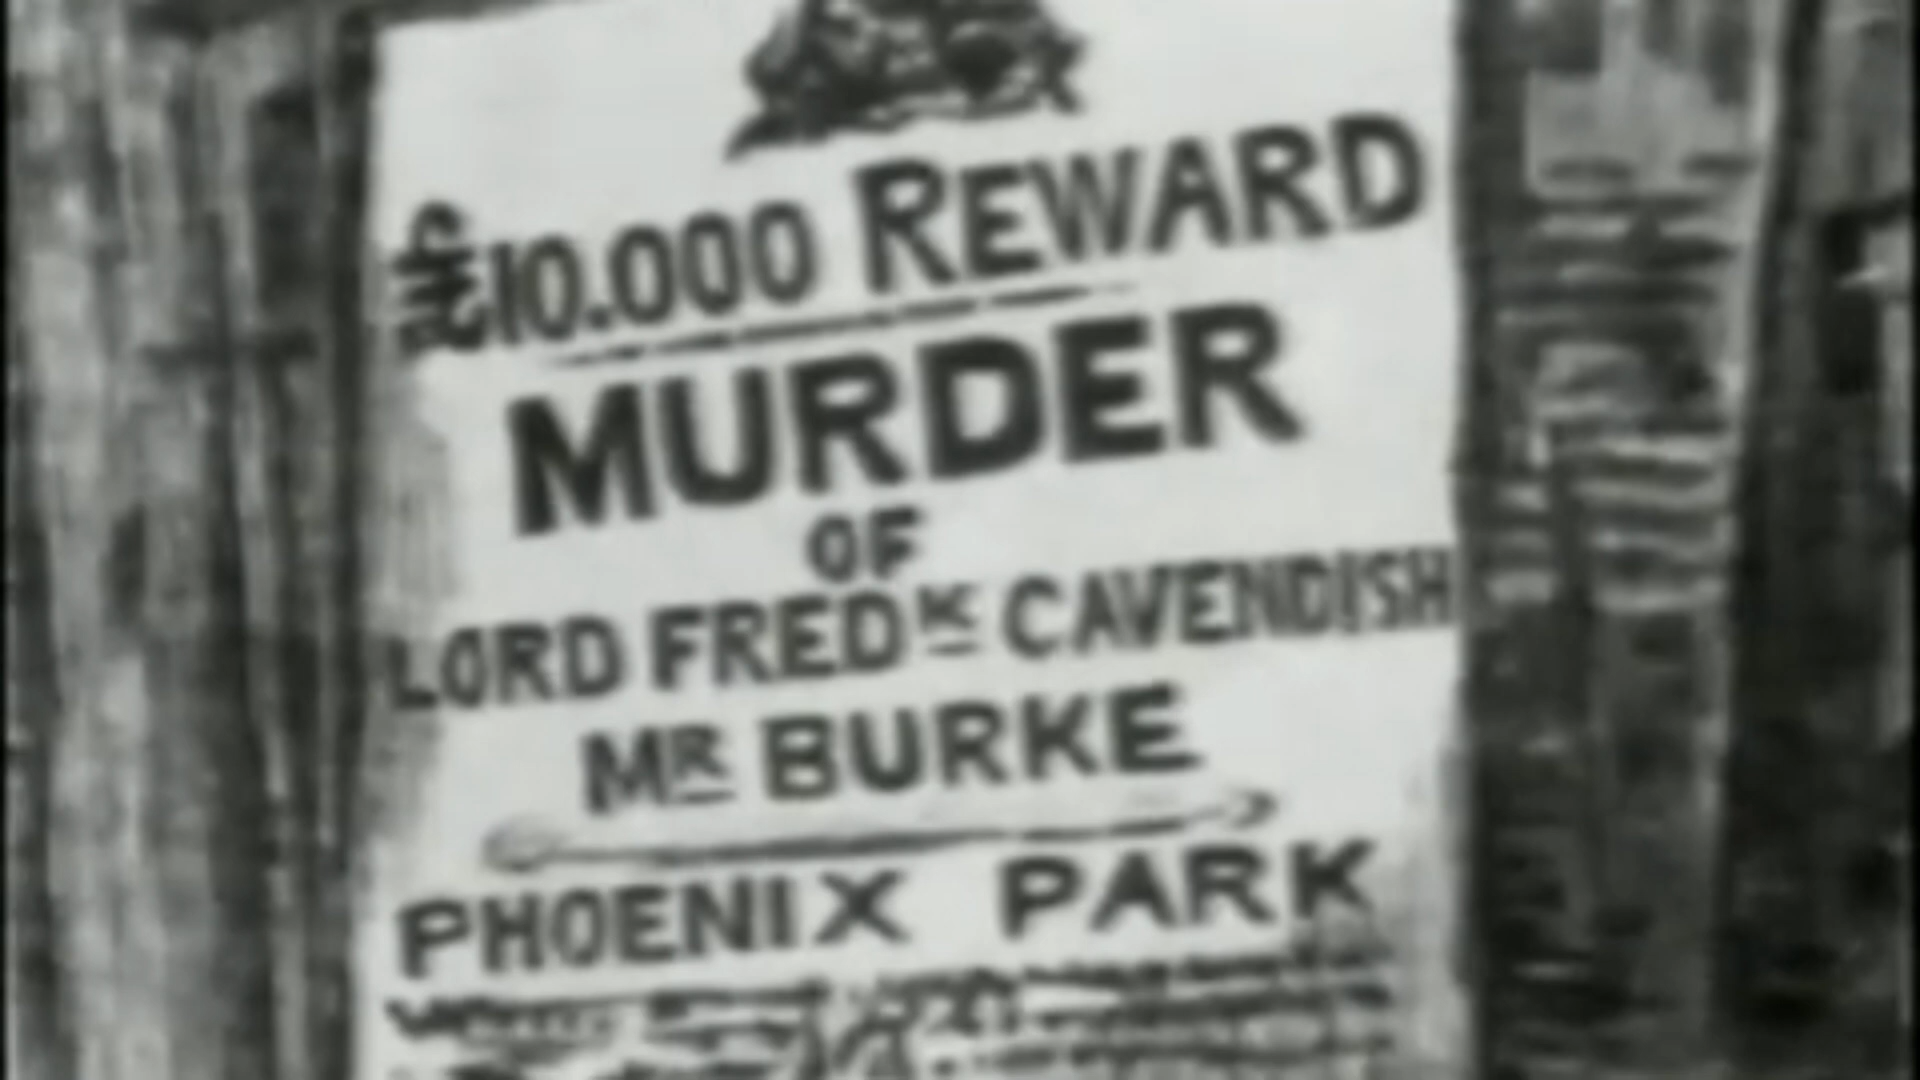 £10.000 REWARD
MURDER
OF
LORD FREDK CAVENDISH
MR BURKE
PHOENIX PARK